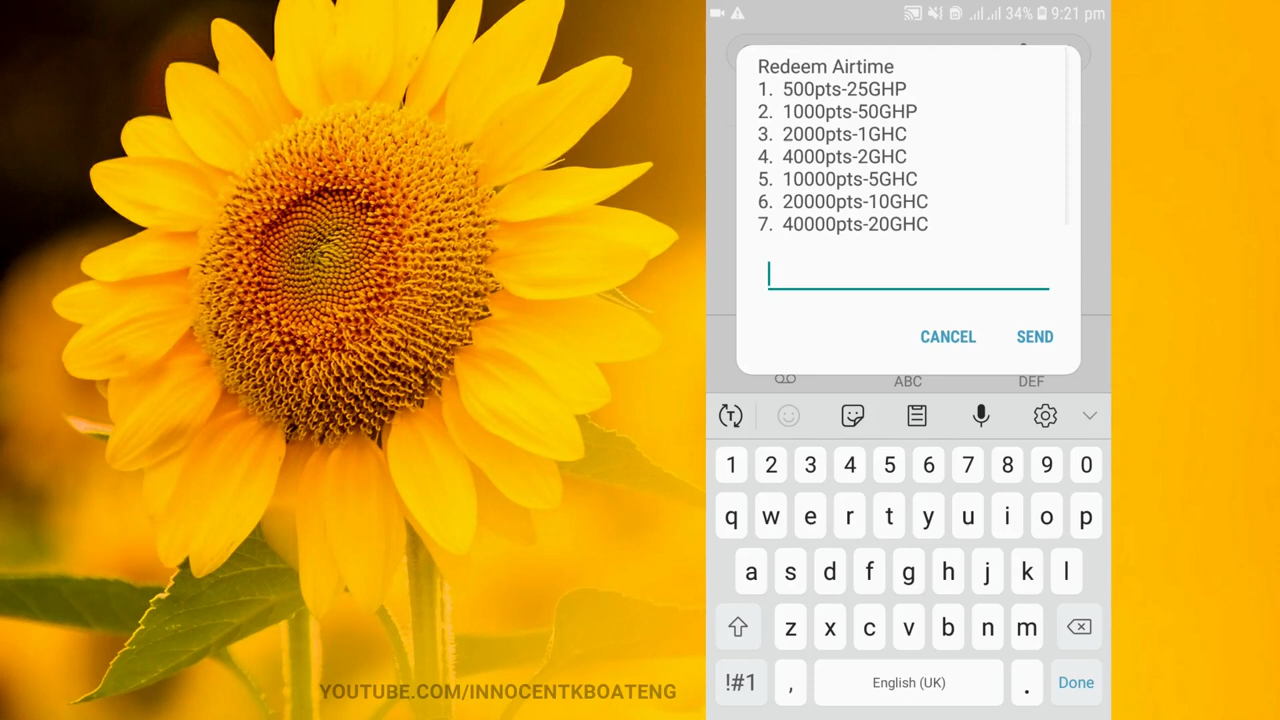 34% 9:21 pm
Redeem Airtime
1. 500pts-25GHP
2. 1000pts-50GHP
3. 2000pts-1GHC
4. 4000pts-2GHC
5. 10000pts-5GHC
6. 20000pts-10GHC
7. 40000pts-20GHC
CANCEL SEND
ABC DEF
T
1 2 3 4 5 6 7 8 9 0
q w e r t y u i o p
a s d f g h j k l
z x c v b n m
!#1 , English (UK) . Done
YOUTUBE.COM/INNOCENTKBOATENG